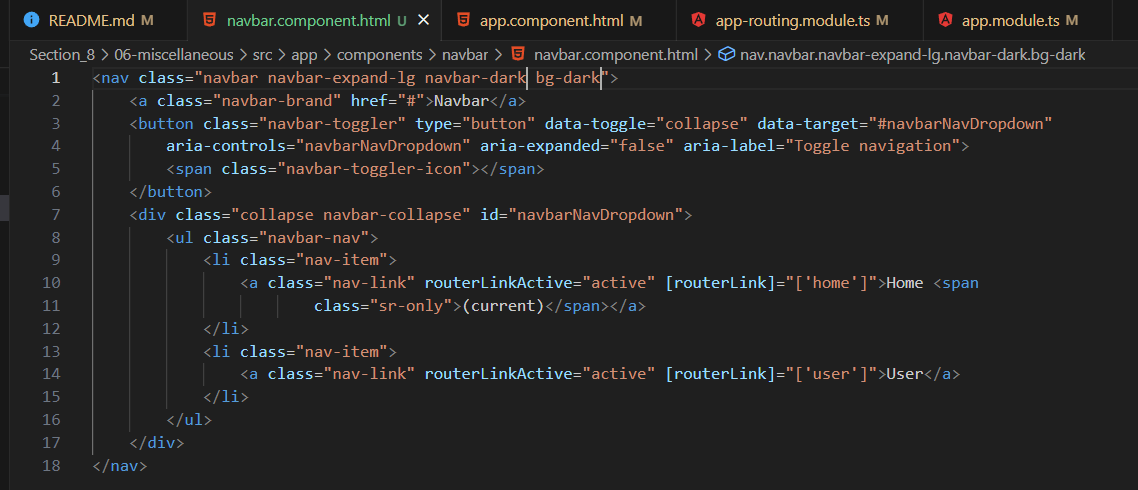 README.md M navbar.component.html U app.component.html M app-routing.module.ts M app.module.ts M
Section_8 > 06-miscellaneous > src > app > components > navbar > navbar.component.html > nav.navbar.navbar-expand-lg.navbar-dark.bg-dark
1 <nav class="navbar navbar-expand-lg navbar-dark bg-dark">
2 <a class="navbar-brand" href="#">Navbar</a>
3 <button class="navbar-toggler" type="button" data-toggle="collapse" data-target="#navbarNavDropdown"
4 aria-controls="navbarNavDropdown" aria-expanded="false" aria-label="Toggle navigation">
5 <span class="navbar-toggler-icon"></span>
6 </button>
7 <div class="collapse navbar-collapse" id="navbarNavDropdown">
8 <ul class="navbar-nav">
9 <li class="nav-item">
10 <a class="nav-link" routerLinkActive="active" [routerLink]="['home']">Home <span
11 class="sr-only">(current)</span></a>
12 </li>
13 <li class="nav-item">
14 <a class="nav-link" routerLinkActive="active" [routerLink]="['user']">User</a>
15 </li>
16 </ul>
17 </div>
18 </nav>